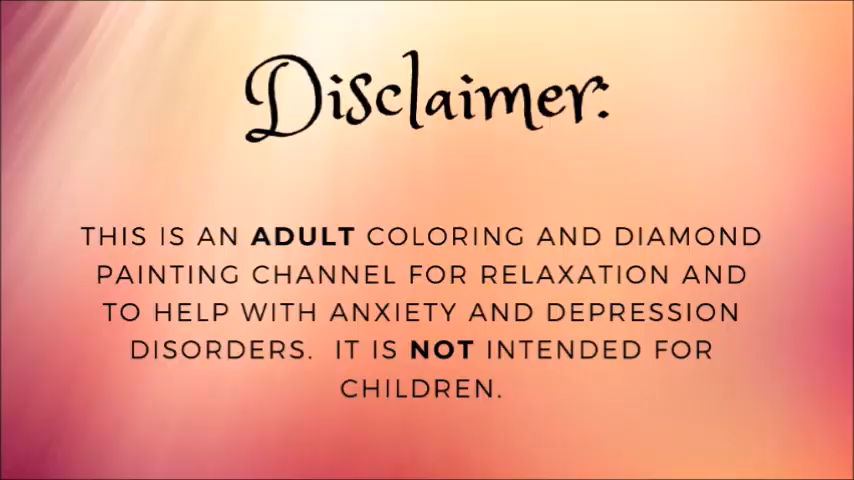 Disclaimer:
THIS IS AN ADULT COLORING AND DIAMOND
PAINTING CHANNEL FOR RELAXATION AND
TO HELP WITH ANXIETY AND DEPRESSION
DISORDERS. IT IS NOT INTENDED FOR
CHILDREN.